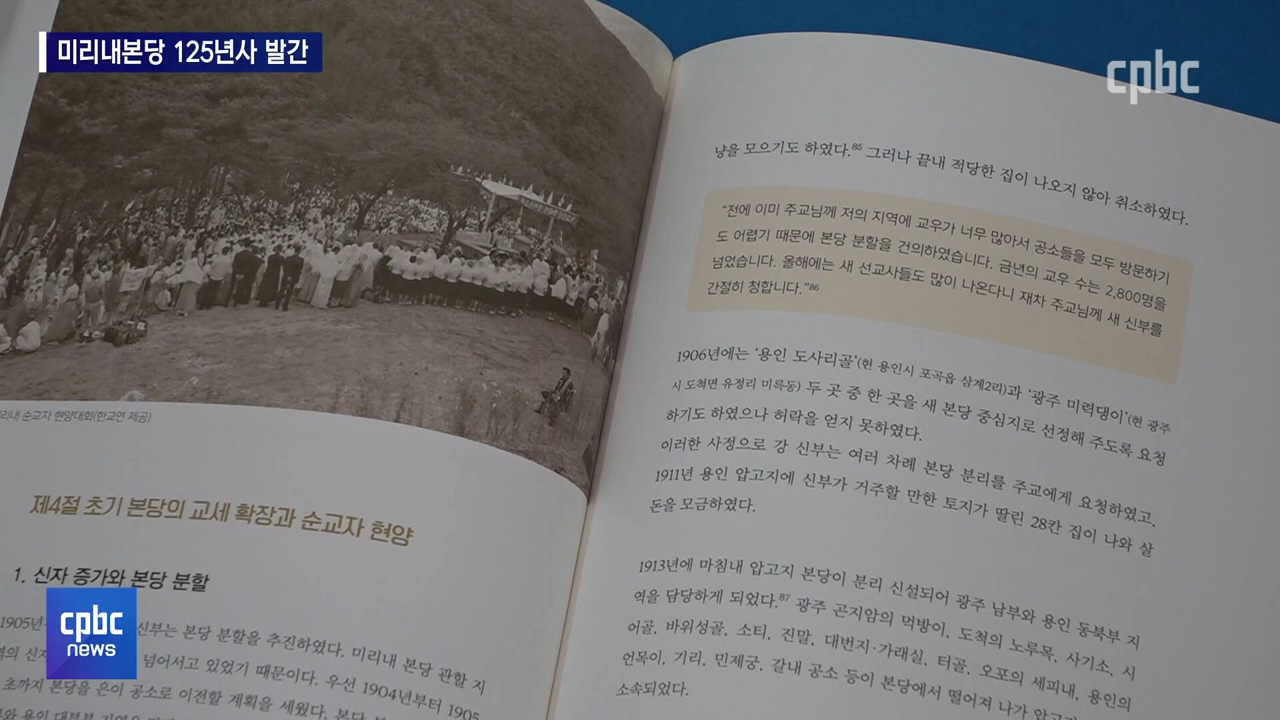 미리내본당 125년사 발간
cpbc
리내 순교자 현양대회(한교연 제공)
제4절 초기 본당의 교세 확장과 순교자 현양
1. 신자 증가와 본당 분할
1905년 신부는 본당 분할을 추진하였다. 미리내 본당 관할 지
역의 신자 넘어서고 있었기 때문이다. 우선 1904년부터 1905
초까지 본당을 은이 공소로 이전할 계획을 세웠다.
cpbc
news
냥을 모으기도 하였다.85 그러나 끝내 적당한 집이 나오지 않아 취소하였다.
“전에 이미 주교님께 저의 지역에 교우가 너무 많아서 공소들을 모두 방문하기
도 어렵기 때문에 본당 분할을 건의하였습니다. 금년의 교우 수는 2,800명을
넘었습니다. 올해에는 새 선교사들도 많이 나온다니 재차 주교님께 새 신부를
간절히 청합니다.”86
1906년에는 ‘용인 도사리골’(현 용인시 포곡읍 삼계2리)과 ‘광주 미력댕이’(현 광주
시 도척면 유정리 미륵동) 두 곳 중 한 곳을 새 본당 중심지로 선정해 주도록 요청
하기도 하였으나 허락을 얻지 못하였다.
이러한 사정으로 강 신부는 여러 차례 본당 분리를 주교에게 요청하였고,
1911년 용인 압고지에 신부가 거주할 만한 토지가 딸린 28칸 집이 나와 살
돈을 모금하였다.
1913년에 마침내 압고지 본당이 분리 신설되어 광주 남부와 용인 동북부 지
역을 담당하게 되었다.87 광주 곤지암의 먹방이, 도척의 노루목, 사기소, 시
어골, 바위성골, 소티, 진말, 대번지·가래실, 터골, 오포의 세피내, 용인의
언목이, 기리, 민제궁, 갈내 공소 등이 본당에서 떨어져 나가
소속되었다.